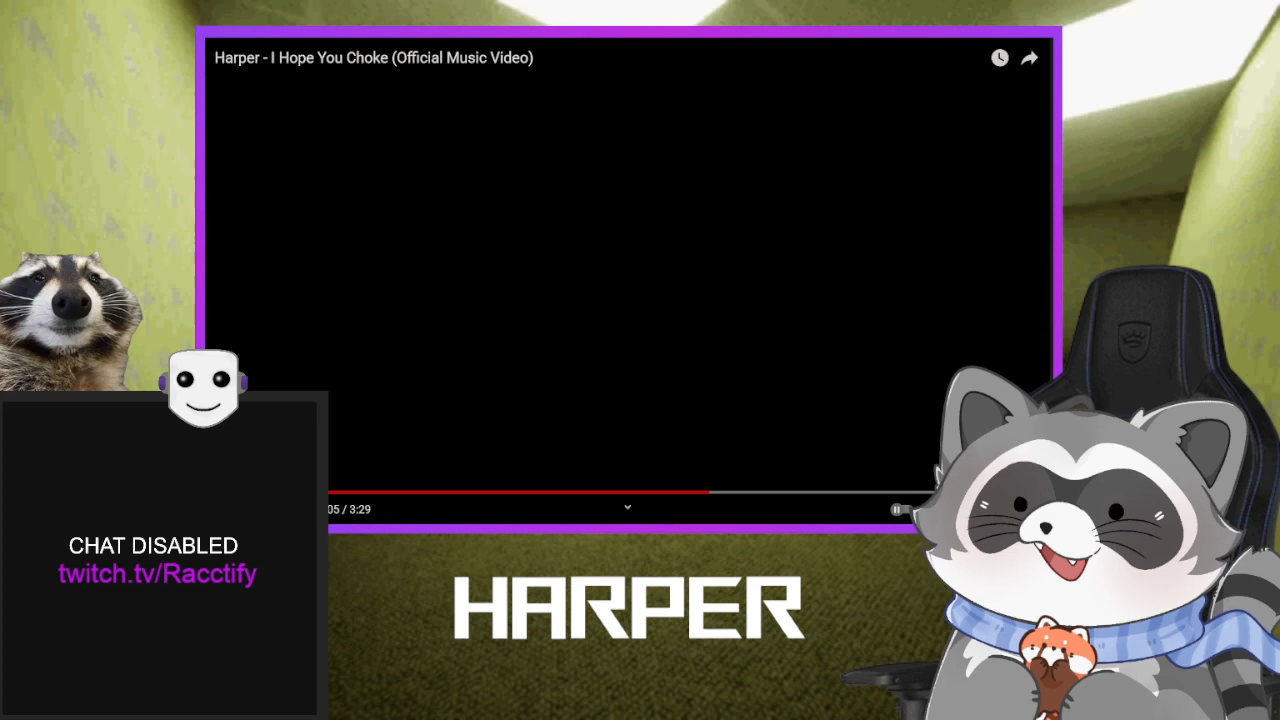 Harper - I Hope You Choke (Official Music Video)
05 / 3:29
CHAT DISABLED
twitch.tv/Racctify
HARPER